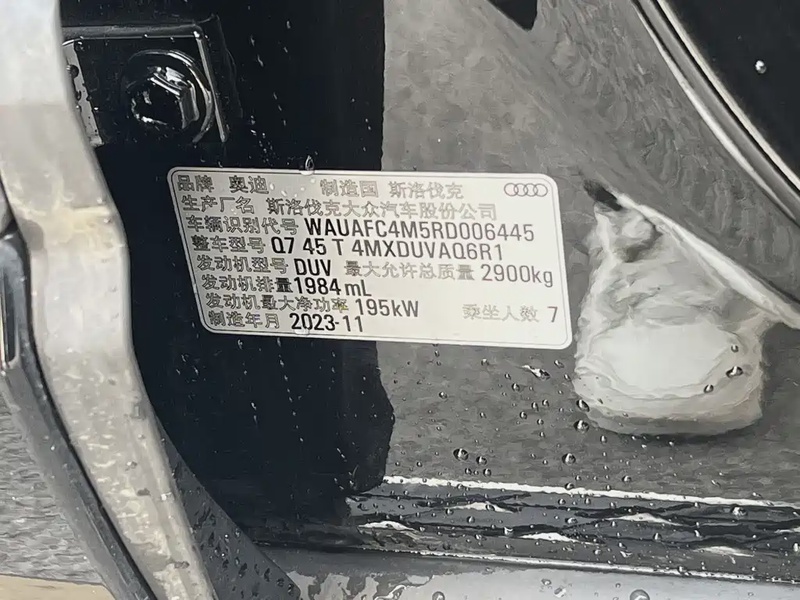 品牌 奥迪 制造国 斯洛伐克
生产厂名 斯洛伐克大众汽车股份公司
车辆识别代号 WAUAFC4M5RD006445
整车型号 Q7 45 T 4MXDUVAQ6R1
发动机型号 DUV 最大允许总质量 2900kg
发动机排量 1984 mL
发动机最大净功率 195kW 乘坐人数 7
制造年月 2023-11